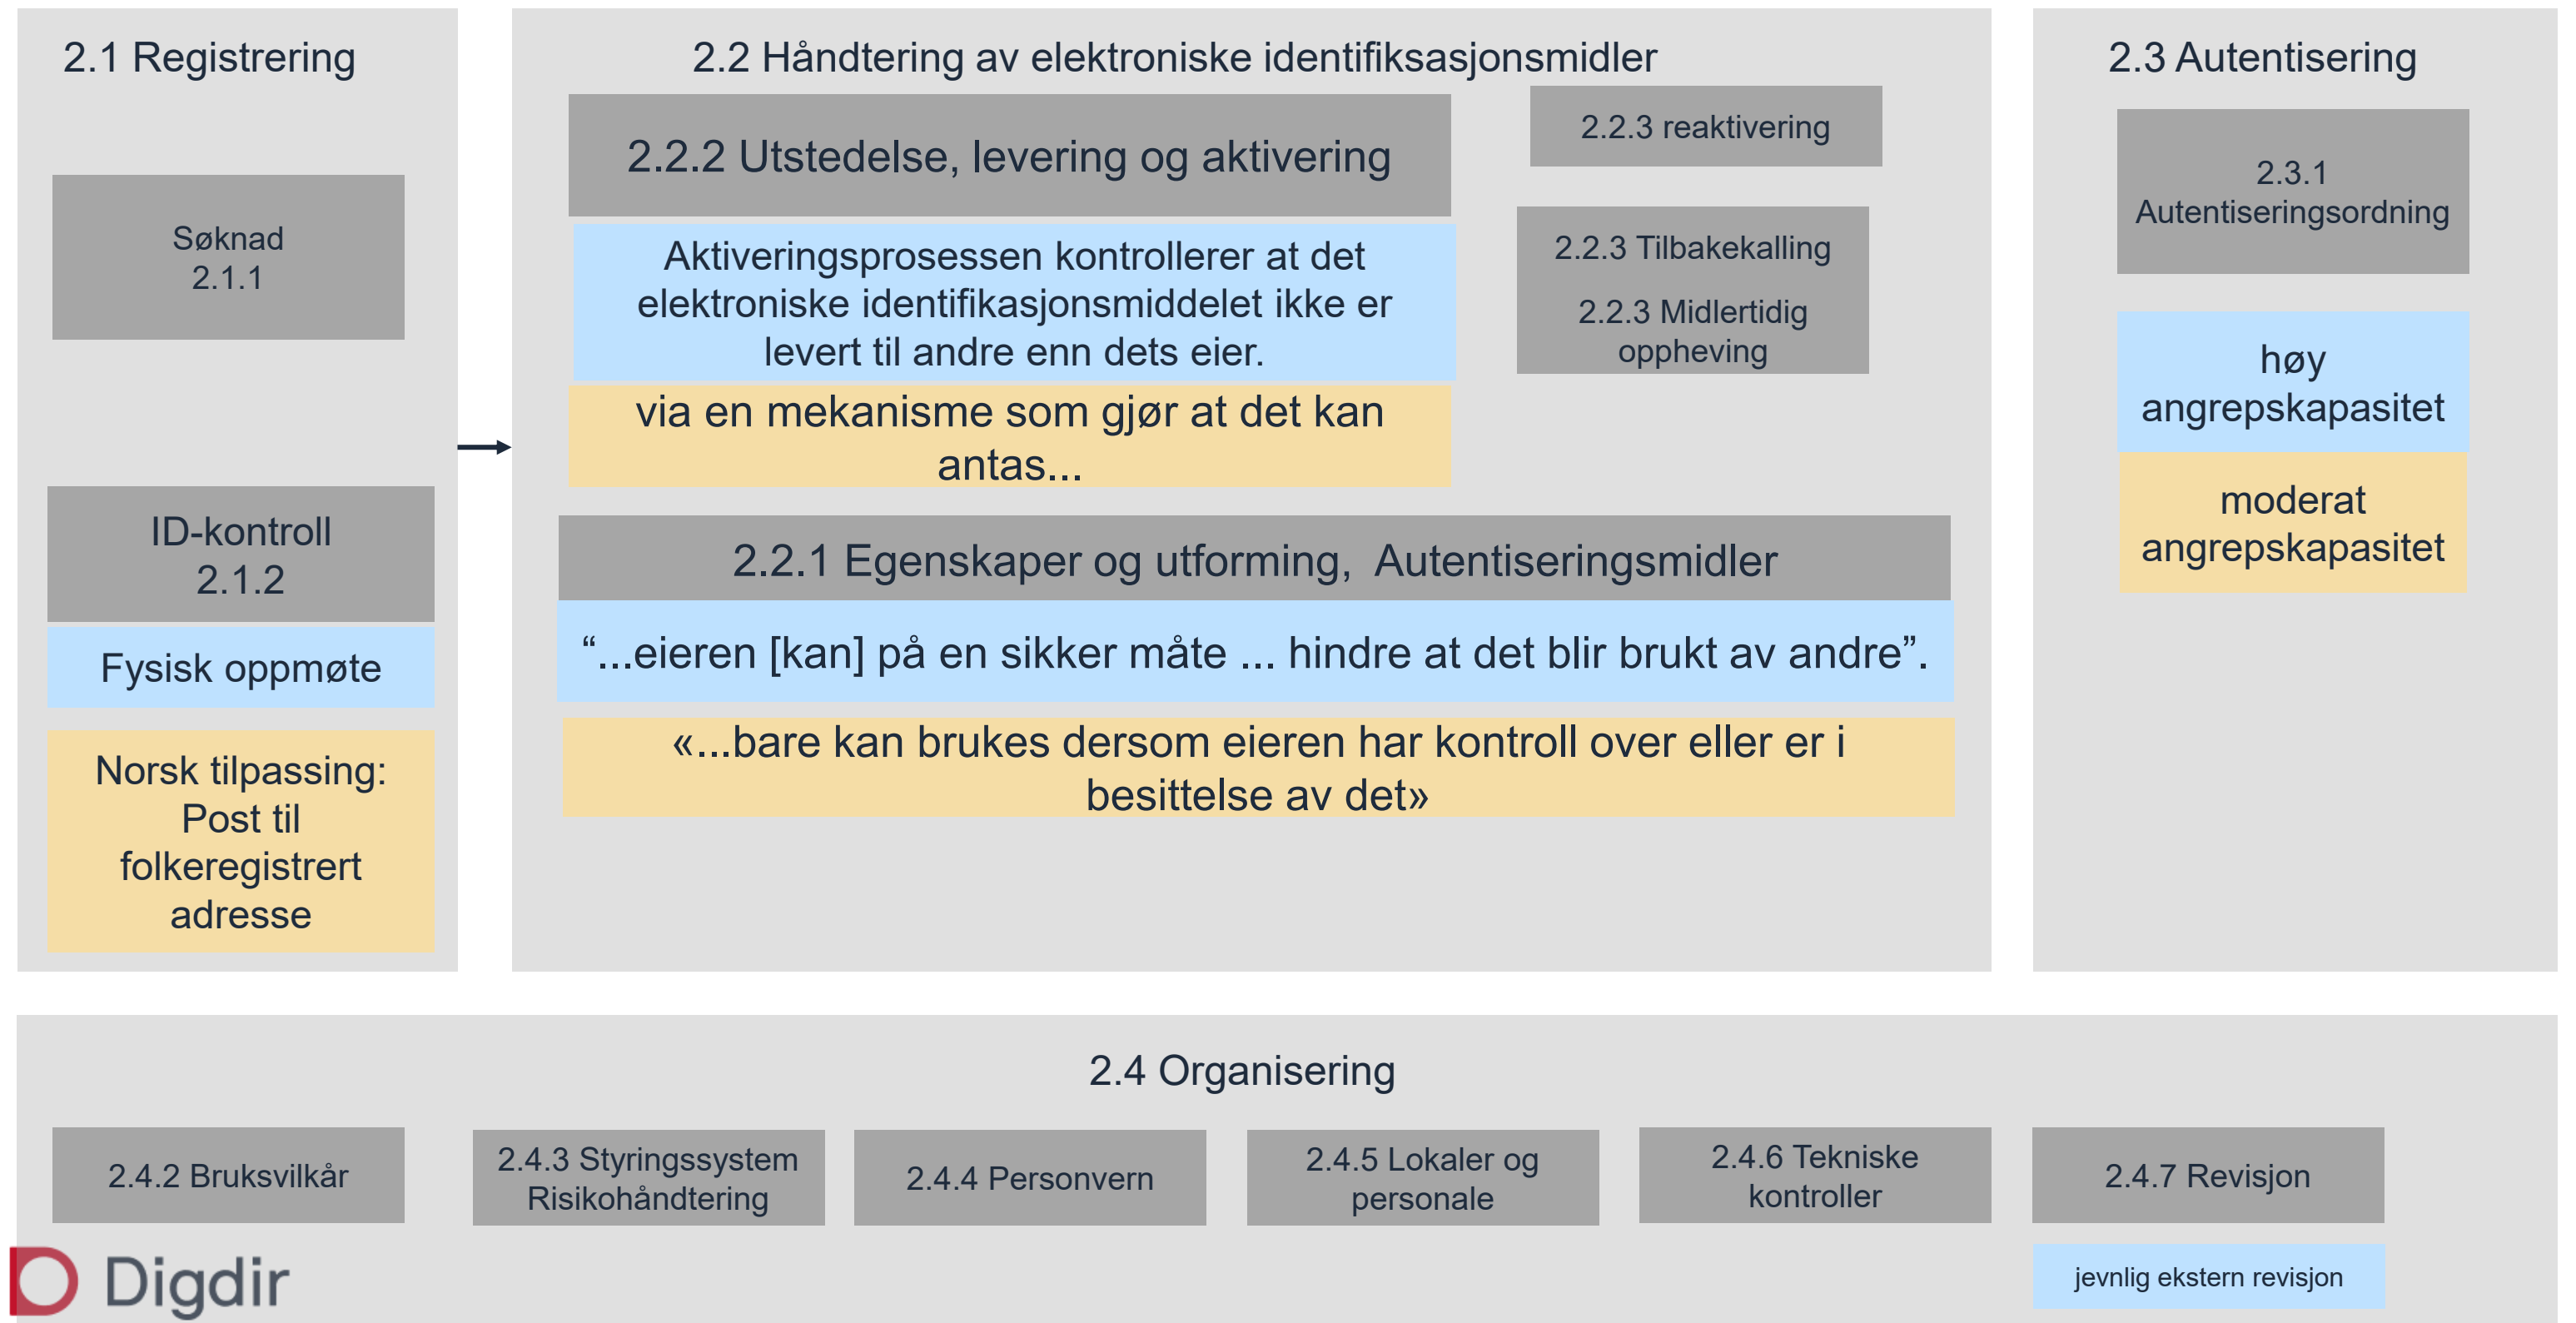 2.1 Registrering
Søknad
2.1.1
ID-kontroll
2.1.2
Fysisk oppmøte
Norsk tilpassing:
Post til
folkeregistrert
adresse
2.2 Håndtering av elektroniske identifiksasjonsmidler
2.2.2 Utstedelse, levering og aktivering
Aktiveringsprosessen kontrollerer at det
elektroniske identifikasjonsmiddelet ikke er
levert til andre enn dets eier.
via en mekanisme som gjør at det kan
antas...
2.2.3 reaktivering
2.2.3 Tilbakekalling
2.2.3 Midlertidig
oppheving
2.2.1 Egenskaper og utforming, Autentiseringsmidler
“...eieren [kan] på en sikker måte ... hindre at det blir brukt av andre”.
«...bare kan brukes dersom eieren har kontroll over eller er i
besittelse av det»
2.3 Autentisering
2.3.1
Autentiseringsordning
høy
angrepskapasitet
moderat
angrepskapasitet
2.4 Organisering
2.4.2 Bruksvilkår
2.4.3 Styringssystem
Risikohåndtering
2.4.4 Personvern
2.4.5 Lokaler og
personale
2.4.6 Tekniske
kontroller
2.4.7 Revisjon
jevnlig ekstern revisjon
Digdir